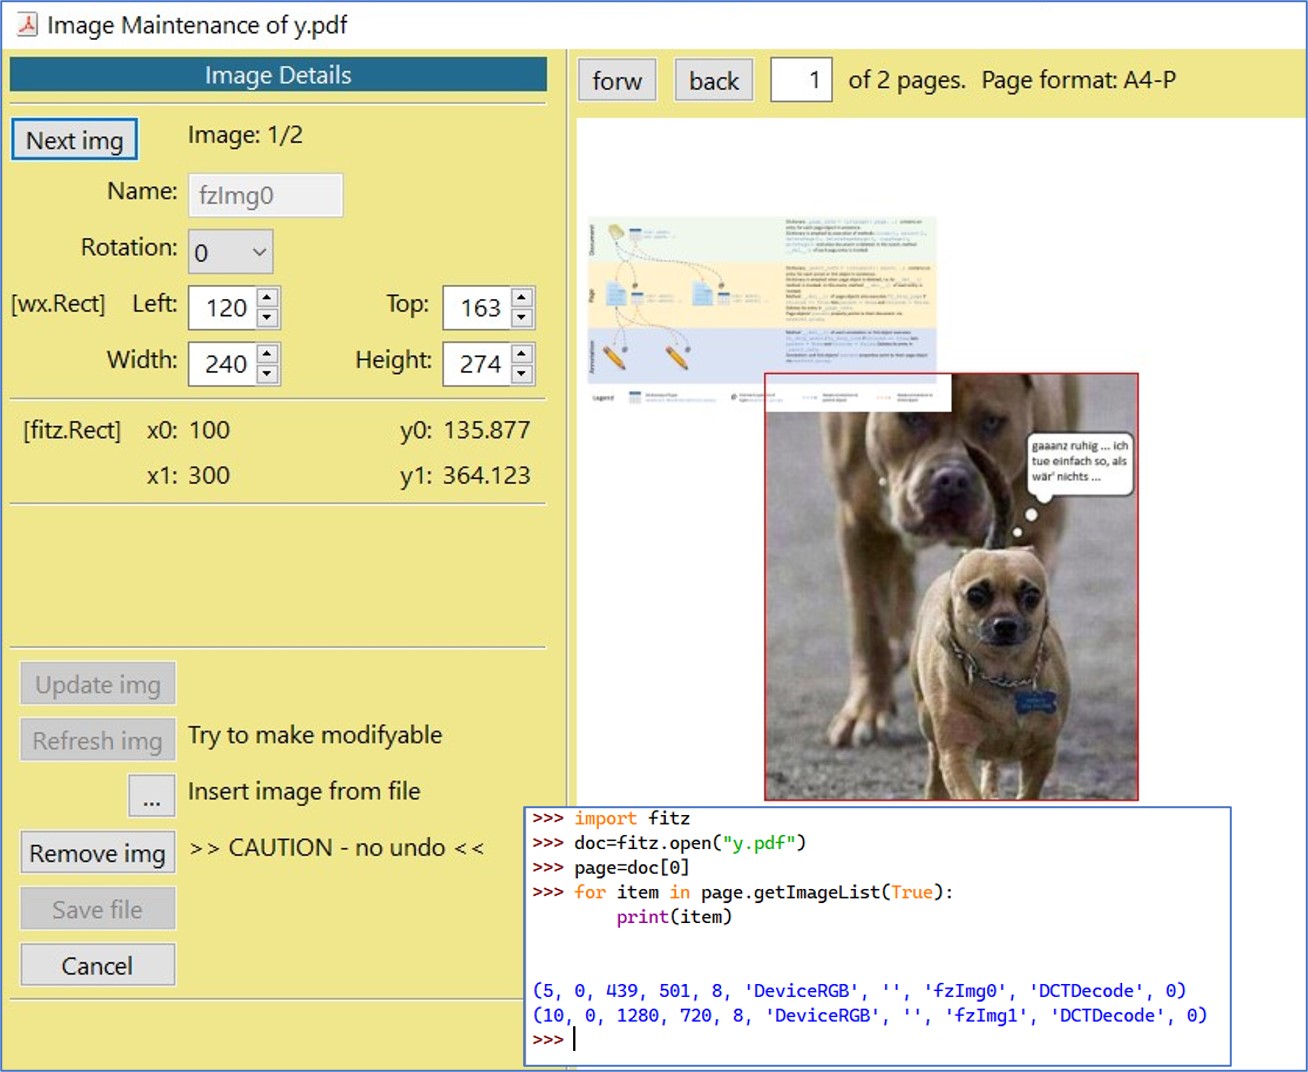 Image Maintenance of y.pdf
Image Details
Next img Image: 1/2
Name: fzImg0
Rotation: 0
[wx.Rect] Left: 120 Top: 163
Width: 240 Height: 274
[fitz.Rect] x0: 100 y0: 135.877
x1: 300 y1: 364.123
Update img
Refresh img Try to make modifyable
... Insert image from file
Remove img >> CAUTION - no undo <<
Save file
Cancel
forw back 1 of 2 pages. Page format: A4-P
Document
Page
Annotation
Legend
gaaanz ruhig ... ich
tue einfach so, als
wär' nichts ...
>>> import fitz
>>> doc=fitz.open("y.pdf")
>>> page=doc[0]
>>> for item in page.getImageList(True):
print(item)
(5, 0, 439, 501, 8, 'DeviceRGB', '', 'fzImg0', 'DCTDecode', 0)
(10, 0, 1280, 720, 8, 'DeviceRGB', '', 'fzImg1', 'DCTDecode', 0)
>>>